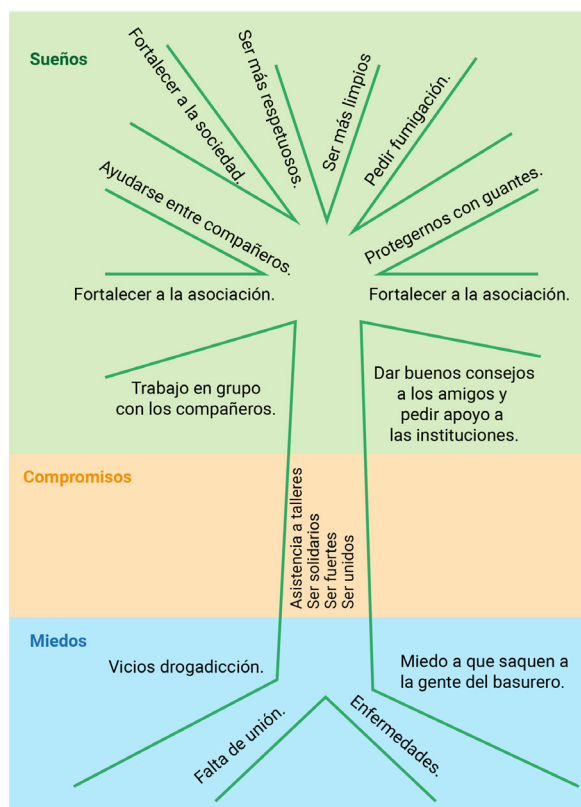 Sueños
Fortalecer a la
sociedad.
Ser más
respetuosos.
Ser más limpios
Pedir fumigación.
Ayudarse entre compañeros.
Protegernos con guantes.
Fortalecer a la asociación.
Fortalecer a la asociación.
Trabajo en grupo
con los compañeros.
Dar buenos consejos
a los amigos y
pedir apoyo a
las instituciones.
Compromisos
Asistencia a talleres
Ser solidarios
Ser fuertes
Ser unidos
Miedos
Vicios drogadicción.
Miedo a que saquen a
la gente del basurero.
Falta de unión.
Enfermedades.